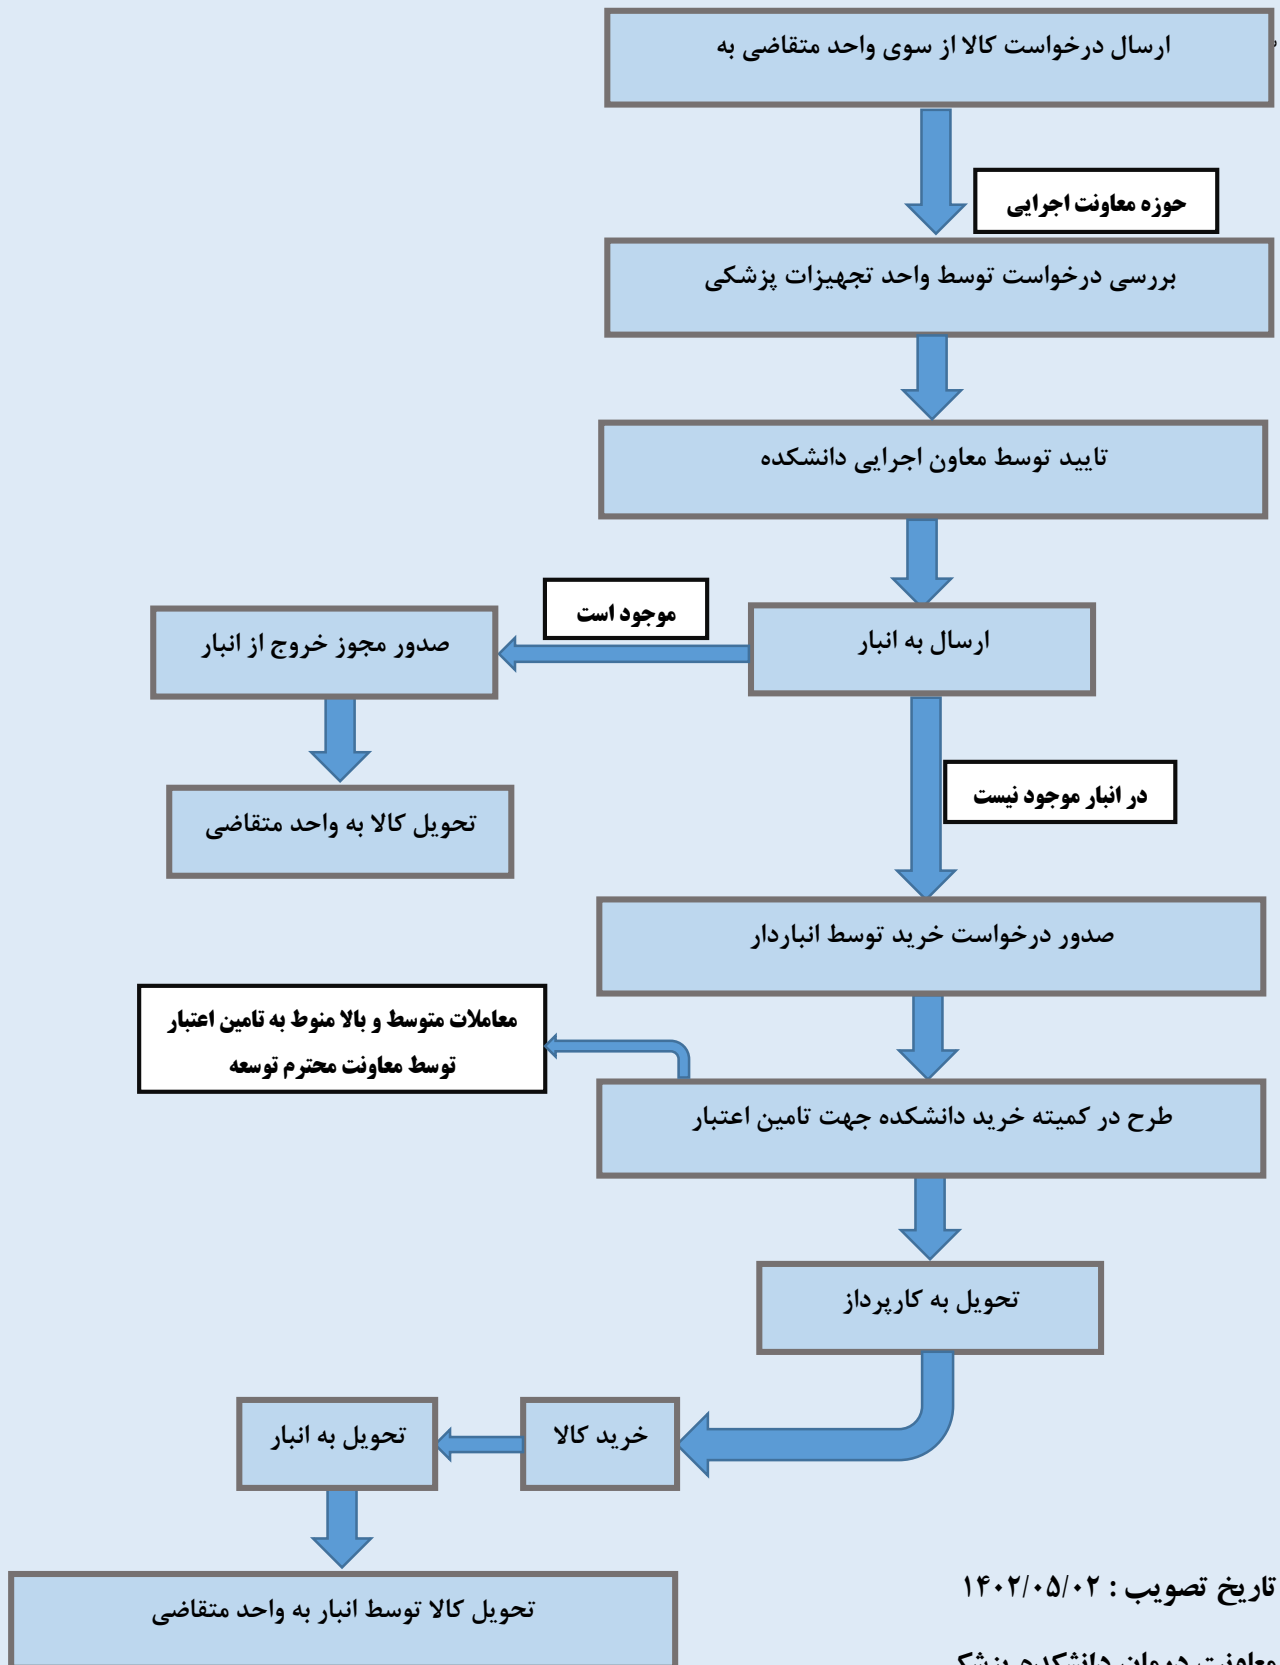 ارسال درخواست کالا از سوی واحد متقاضی به
حوزه معاونت اجرایی
بررسی درخواست توسط واحد تجهیزات پزشکی
تایید توسط معاون اجرایی دانشکده
ارسال به انبار
موجود است
صدور مجوز خروج از انبار
تحویل کالا به واحد متقاضی
در انبار موجود نیست
صدور درخواست خرید توسط انباردار
معاملات متوسط و بالا منوط به تامین اعتبار
توسط معاونت محترم توسعه
طرح در کمیته خرید دانشکده جهت تامین اعتبار
تحویل به کارپرداز
خرید کالا
تحویل به انبار
تحویل کالا توسط انبار به واحد متقاضی
تاریخ تصویب : ۱۴۰۲/۰۵/۰۲
معاونت درمان دانشکده پزشکی